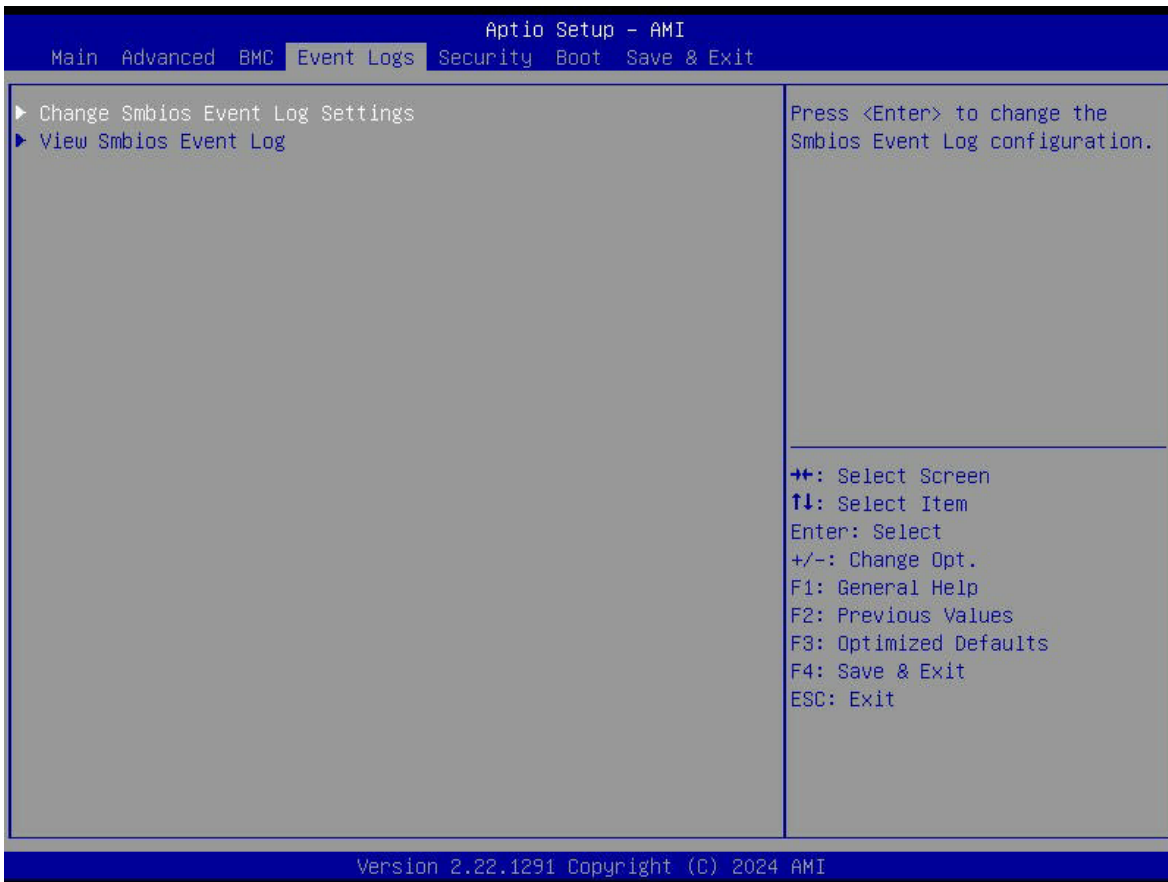 Aptio Setup – AMI
Main Advanced BMC Event Logs Security Boot Save & Exit
▶ Change Smbios Event Log Settings
▶ View Smbios Event Log
Press <Enter> to change the
Smbios Event Log configuration.
→←: Select Screen
↑↓: Select Item
Enter: Select
+/-: Change Opt.
F1: General Help
F2: Previous Values
F3: Optimized Defaults
F4: Save & Exit
ESC: Exit
Version 2.22.1291 Copyright (C) 2024 AMI